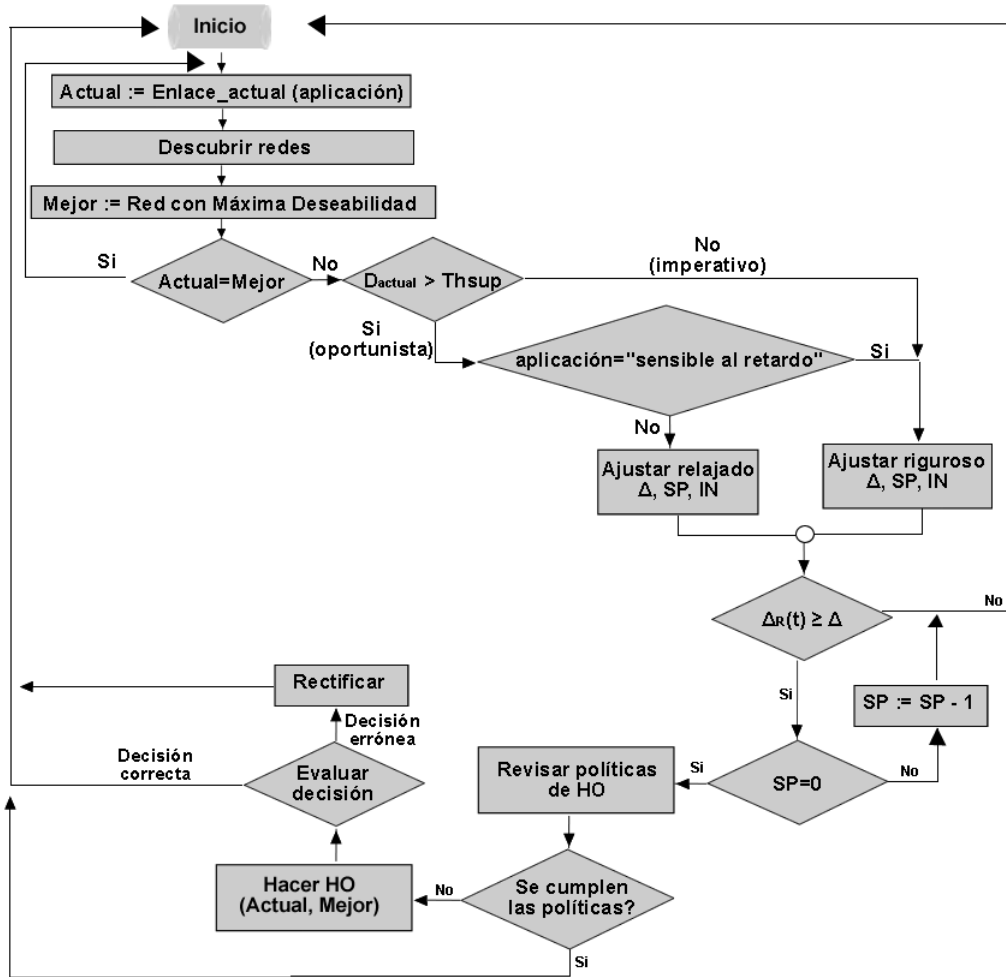 Inicio
Actual := Enlace_actual (aplicación)
Descubrir redes
Mejor := Red con Máxima Deseabilidad
Si
Actual=Mejor
No
Dactual > Thsup
No
(imperativo)
Si
(oportunista)
aplicación="sensible al retardo"
Si
No
Ajustar relajado
Δ, SP, IN
Ajustar riguroso
Δ, SP, IN
ΔR(t) ≥ Δ
No
Si
SP := SP - 1
SP=0
No
Si
Revisar políticas
de HO
Se cumplen
las políticas?
No
Si
Hacer HO
(Actual, Mejor)
Evaluar
decisión
Decisión
correcta
Decisión
errónea
Rectificar